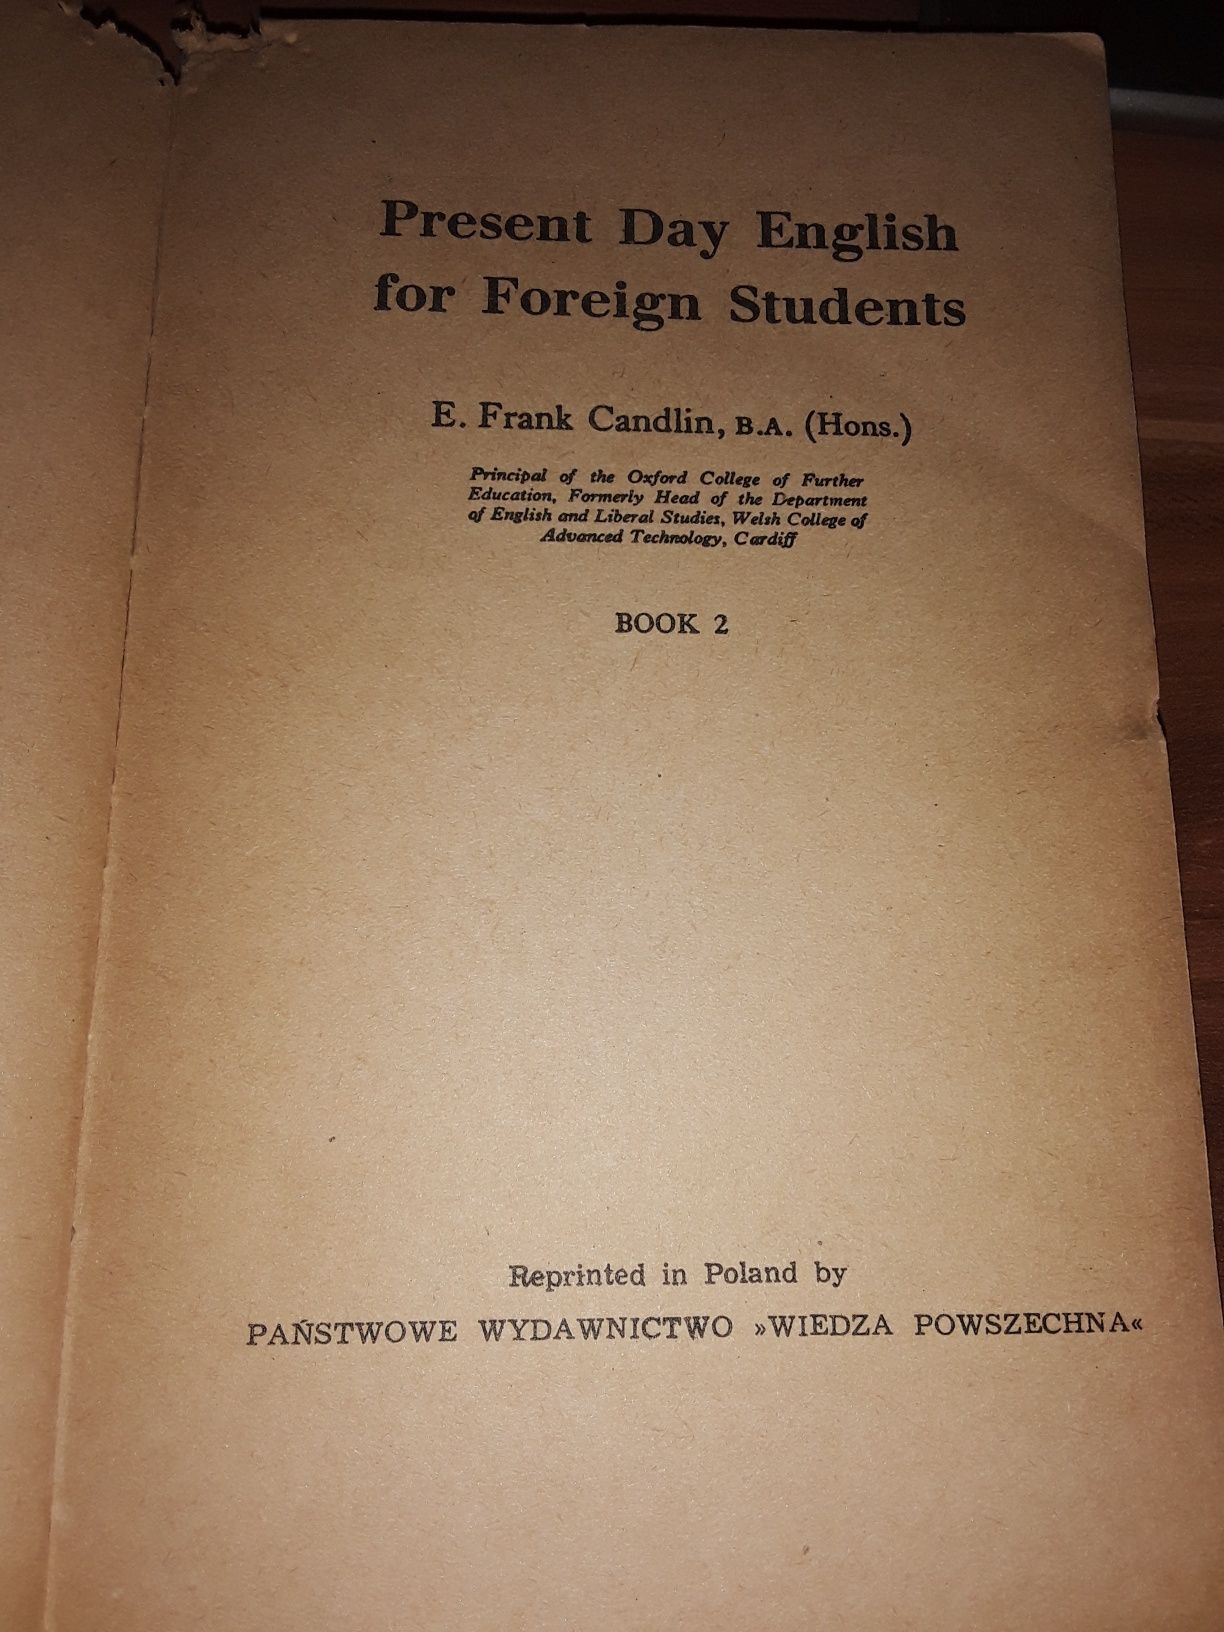 Present Day English
for Foreign Students
E. Frank Candlin, B.A. (Hons.)
Principal of the Oxford College of Further
Education, Formerly Head of the Department
of English and Liberal Studies, Welsh College of
Advanced Technology, Cardiff
BOOK 2
Reprinted in Poland by
PAŃSTWOWE WYDAWNICTWO »WIEDZA POWSZECHNA«